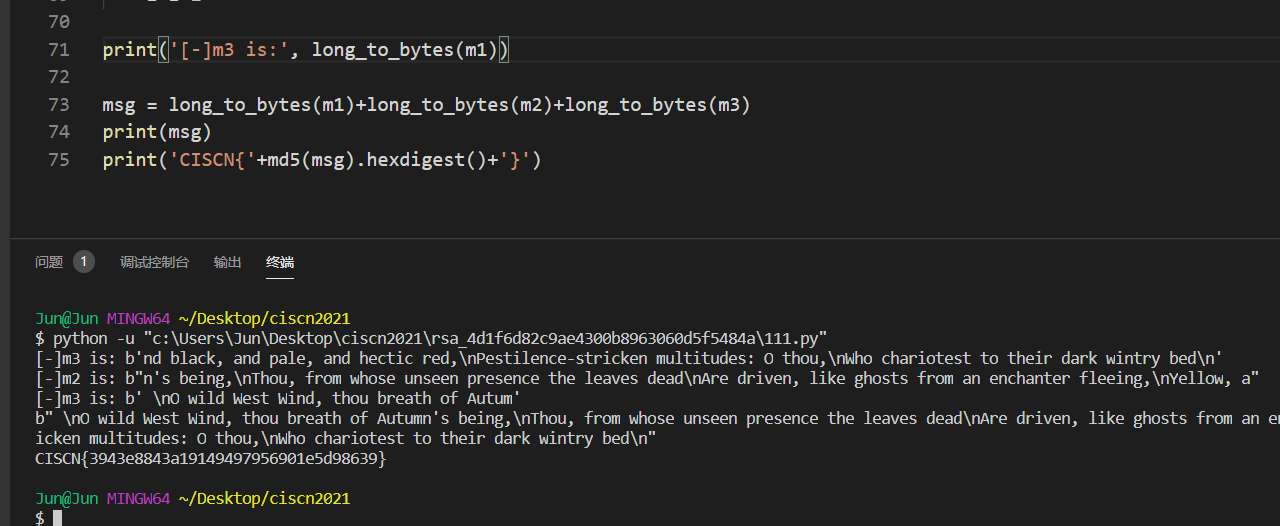 70
71 print('[-]m3 is:', long_to_bytes(m1))
72
73 msg = long_to_bytes(m1)+long_to_bytes(m2)+long_to_bytes(m3)
74 print(msg)
75 print('CISCN{'+md5(msg).hexdigest()+'}')
问题 1 调试控制台 输出 终端
Jun@Jun MINGW64 ~/Desktop/ciscn2021
$ python -u "c:\Users\Jun\Desktop\ciscn2021\rsa_4d1f6d82c9ae4300b8963060d5f5484a\111.py"
[-]m3 is: b'nd black, and pale, and hectic red,\nPestilence-stricken multitudes: O thou,\nWho chariotest to their dark wintry bed\n'
[-]m2 is: b"n's being,\nThou, from whose unseen presence the leaves dead\nAre driven, like ghosts from an enchanter fleeing,\nYellow, a"
[-]m3 is: b' \nO wild West Wind, thou breath of Autum'
b" \nO wild West Wind, thou breath of Autumn's being,\nThou, from whose unseen presence the leaves dead\nAre driven, like ghosts from an
icken multitudes: O thou,\nWho chariotest to their dark wintry bed\n"
CISCN{3943e8843a19149497956901e5d98639}
Jun@Jun MINGW64 ~/Desktop/ciscn2021
$